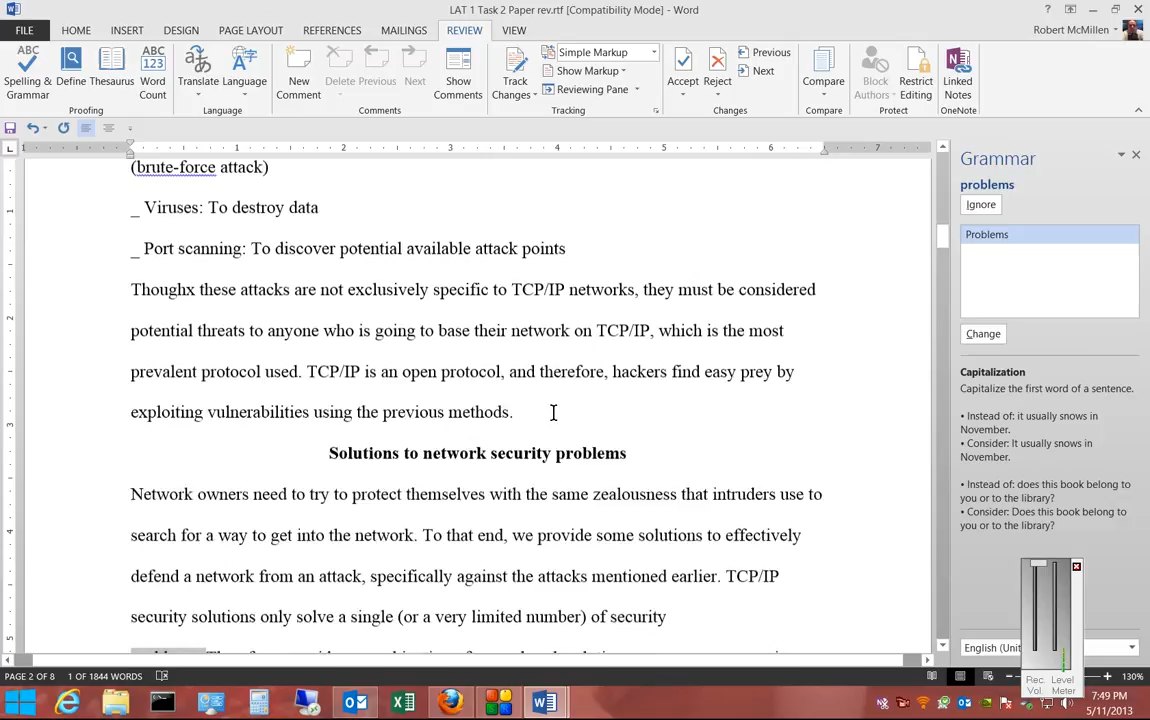 LAT 1 Task 2 Paper rev.rtf [Compatibility Mode] - Word
FILE HOME INSERT DESIGN PAGE LAYOUT REFERENCES MAILINGS REVIEW VIEW Robert McMillen
ABC ABC
123
Spelling & Grammar Define Thesaurus Word Count Translate Language New Comment Delete Previous Next Show Comments Track Changes Simple Markup Show Markup Reviewing Pane Accept Reject Previous Next Compare Block Authors Restrict Editing Linked Notes
Proofing Language Comments Tracking Changes Compare Protect OneNote
1 1 2 3 4 5 6 7
(brute-force attack)
_ Viruses: To destroy data
_ Port scanning: To discover potential available attack points
Thoughx these attacks are not exclusively specific to TCP/IP networks, they must be considered
potential threats to anyone who is going to base their network on TCP/IP, which is the most
prevalent protocol used. TCP/IP is an open protocol, and therefore, hackers find easy prey by
exploiting vulnerabilities using the previous methods.
Solutions to network security problems
Network owners need to try to protect themselves with the same zealousness that intruders use to
search for a way to get into the network. To that end, we provide some solutions to effectively
defend a network from an attack, specifically against the attacks mentioned earlier. TCP/IP
security solutions only solve a single (or a very limited number) of security
Grammar
problems
Ignore
Problems
Change
Capitalization
Capitalize the first word of a sentence.
• Instead of: it usually snows in
November.
• Consider: It usually snows in
November.
• Instead of: does this book belong to
you or to the library?
• Consider: Does this book belong to
you or to the library?
English (Unit
Rec. Level
Vol. Meter
PAGE 2 OF 8 1 OF 1844 WORDS 130%
7:49 PM
5/11/2013